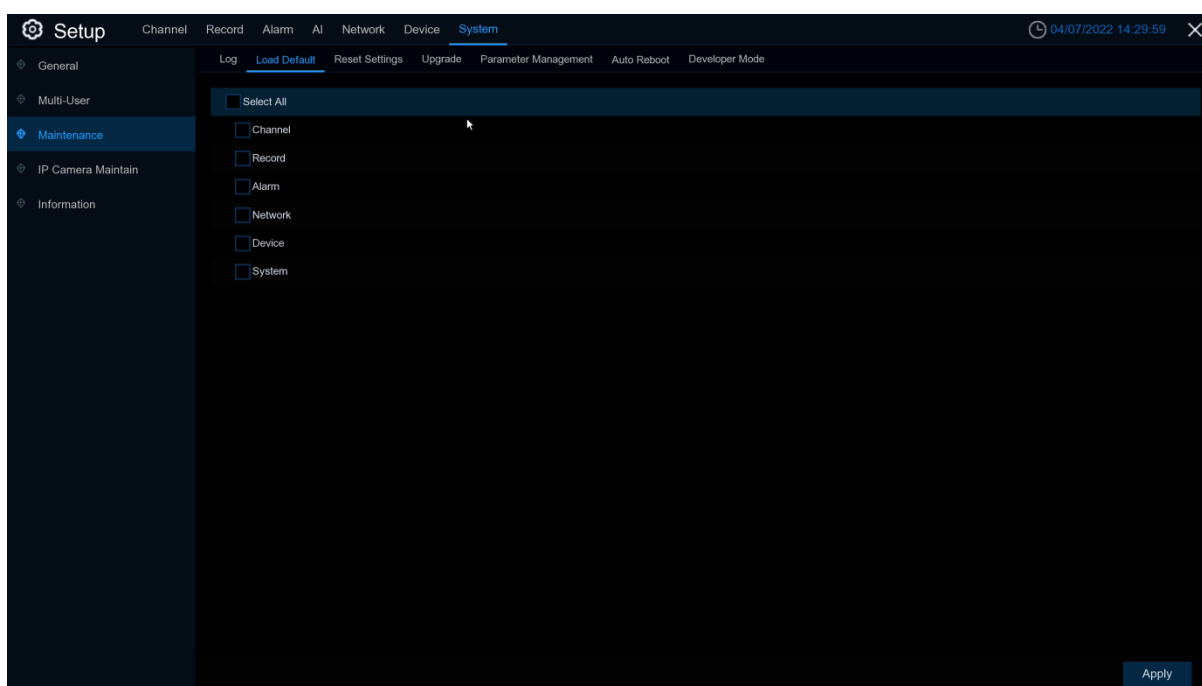 Setup Channel Record Alarm AI Network Device System 04/07/2022 14:29:59
Log Load Default Reset Settings Upgrade Parameter Management Auto Reboot Developer Mode
General
Multi-User
Maintenance
IP Camera Maintain
Information
Select All
Channel
Record
Alarm
Network
Device
System
Apply